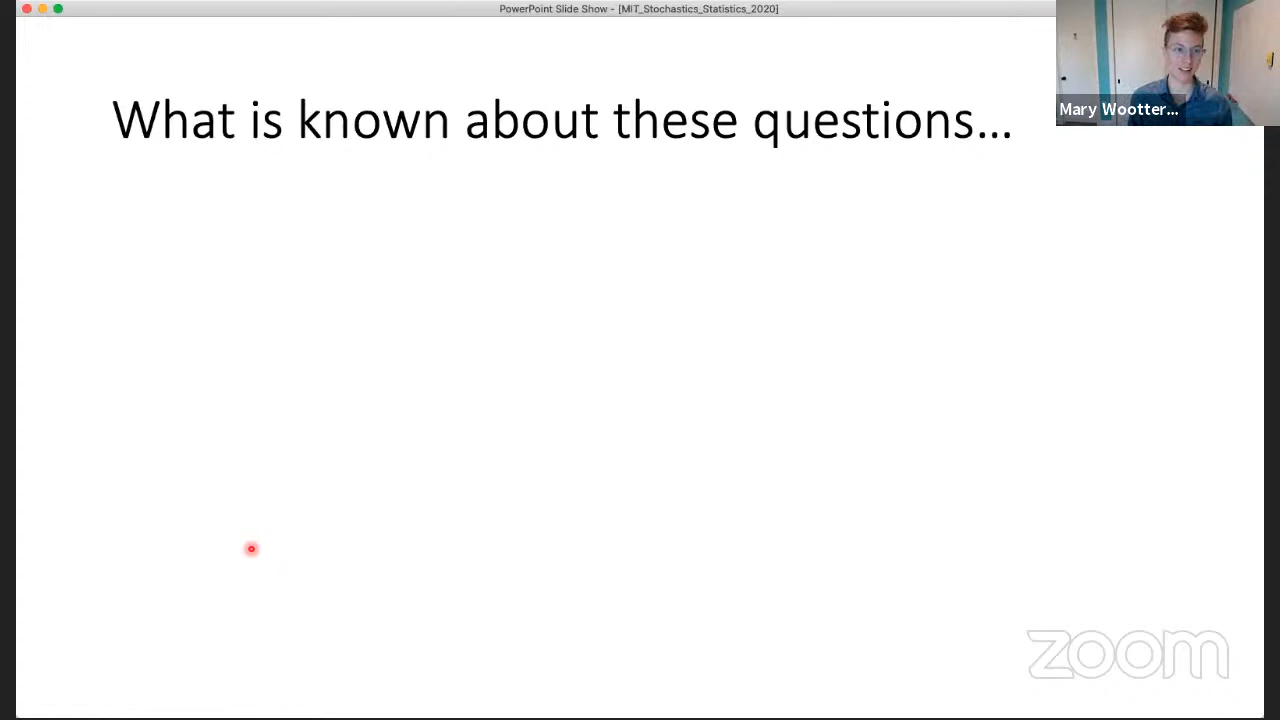 PowerPoint Slide Show - [MIT_Stochastics_Statistics_2020]
What is known about these questions...
Mary Wootter...
zoom